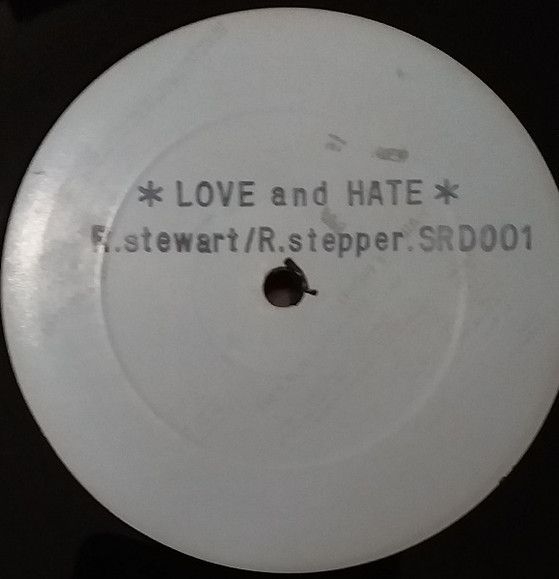 * LOVE and HATE *
R.stewart/R.stepper.SRD001